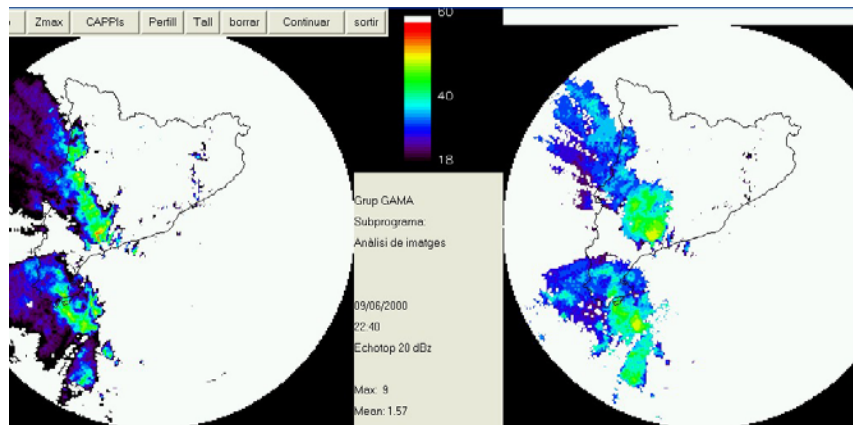 Zmax CAPPIs Perfill Tall borrar Continuar sortir
60
40
18
Grup GAMA
Subprograma:
Anàlisi de imatges
09/06/2000
22:40
Echotop 20 dBz
Max: 9
Mean: 1.57